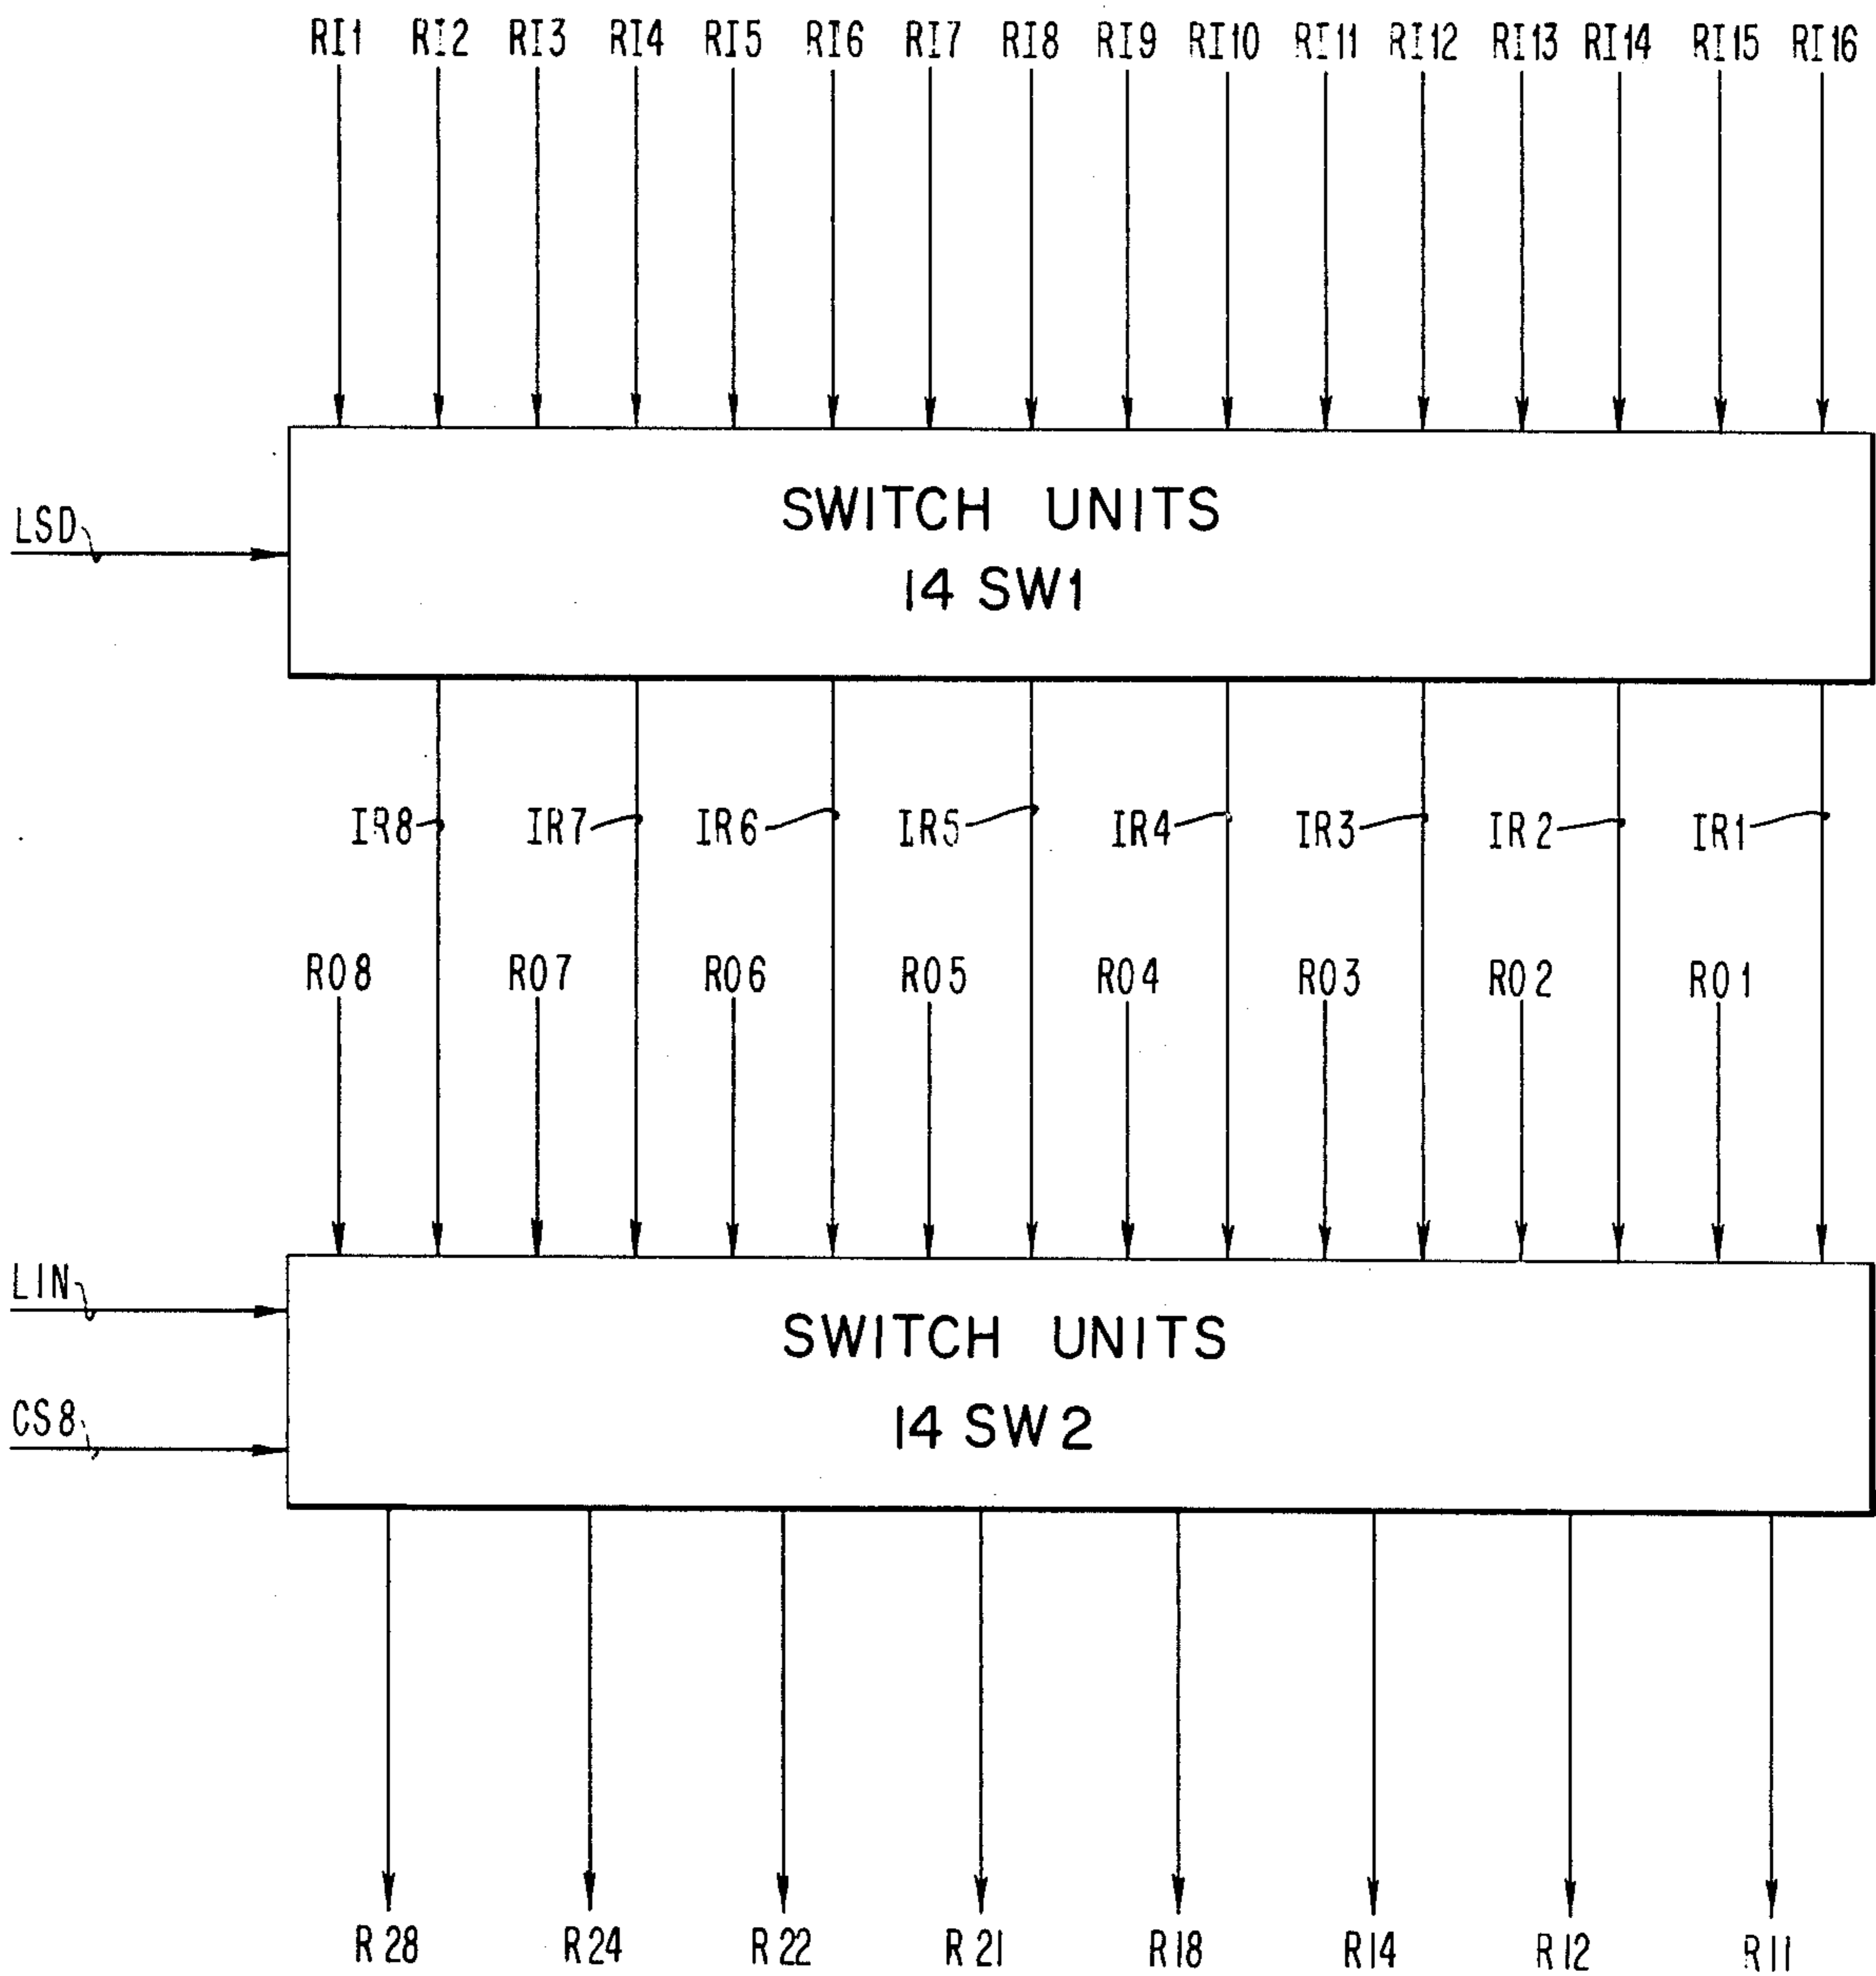 RI1 RI2 RI3 RI4 RI5 RI6 RI7 RI8 RI9 RI10 RI11 RI12 RI13 RI14 RI15 RI16
SWITCH UNITS
14 SW1
LSD
IR8 IR7 IR6 IR5 IR4 IR3 IR2 IR1
RO8 RO7 RO6 RO5 RO4 RO3 RO2 RO1
LIN
SWITCH UNITS
14 SW2
CS8
R28 R24 R22 R21 R18 R14 R12 R11